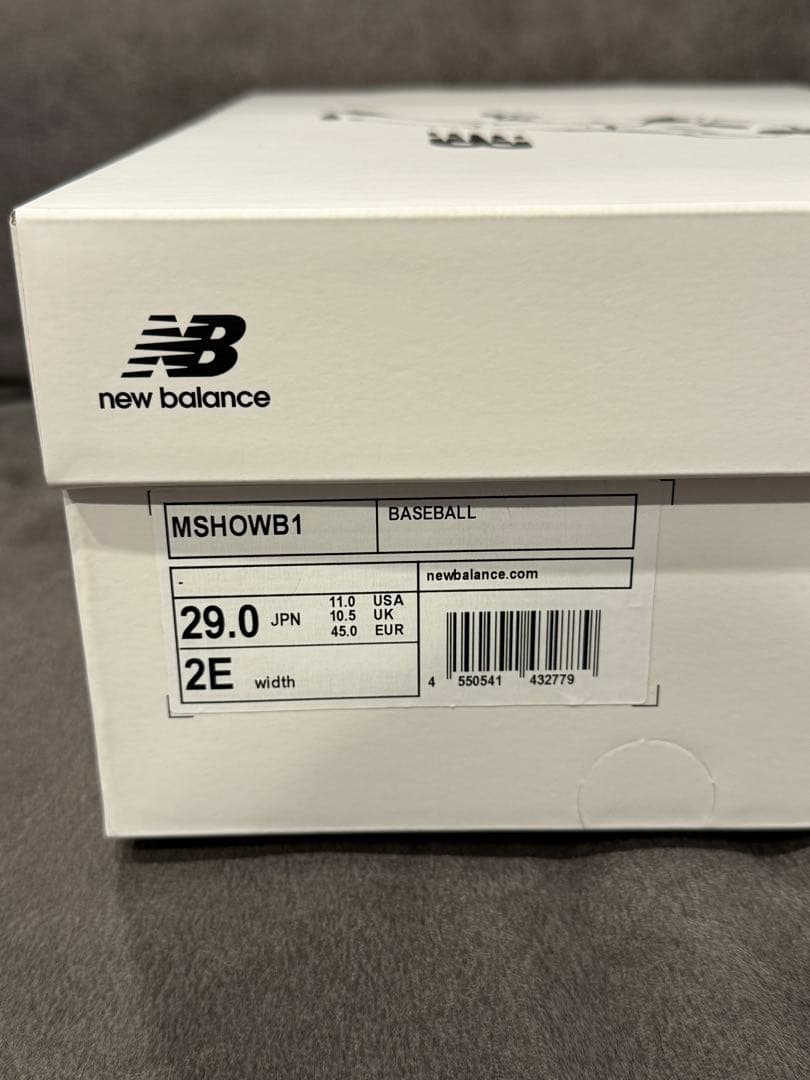 NB
new balance
MSHOWB1
BASEBALL
-
newbalance.com
29.0 JPN
11.0 USA
10.5 UK
45.0 EUR
2E width
4 550541 432779